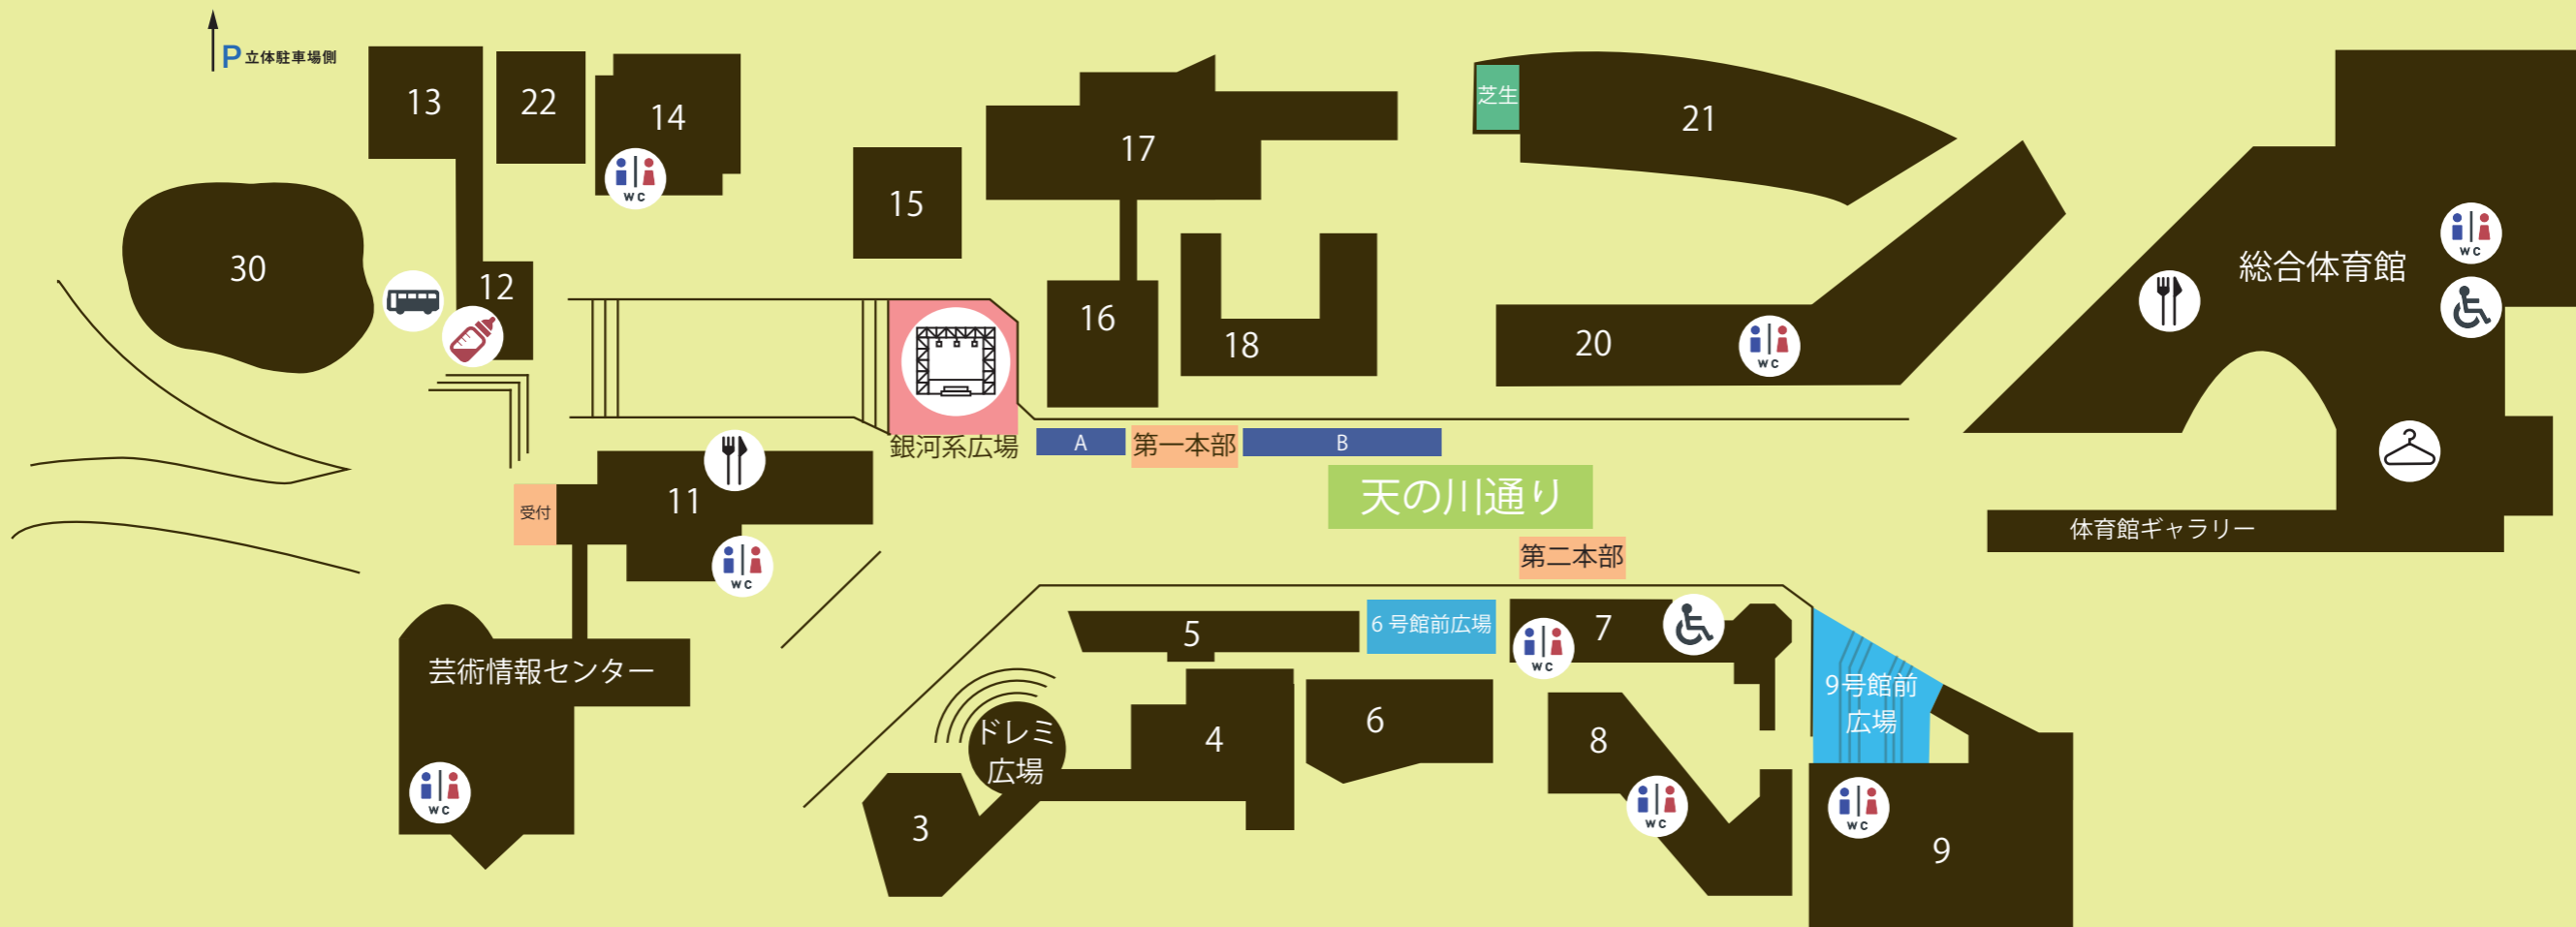 P 立体駐車場側
13
22
14
WC
17
芝生
21
15
30
12
16
18
20
WC
総合体育館
WC
銀河系広場
A
第一本部
B
天の川通り
11
受付
WC
第二本部
体育館ギャラリー
芸術情報センター
WC
5
6 号館前広場
7
WC
9号館前
広場
ドレミ
広場
4
6
8
WC
3
WC
9